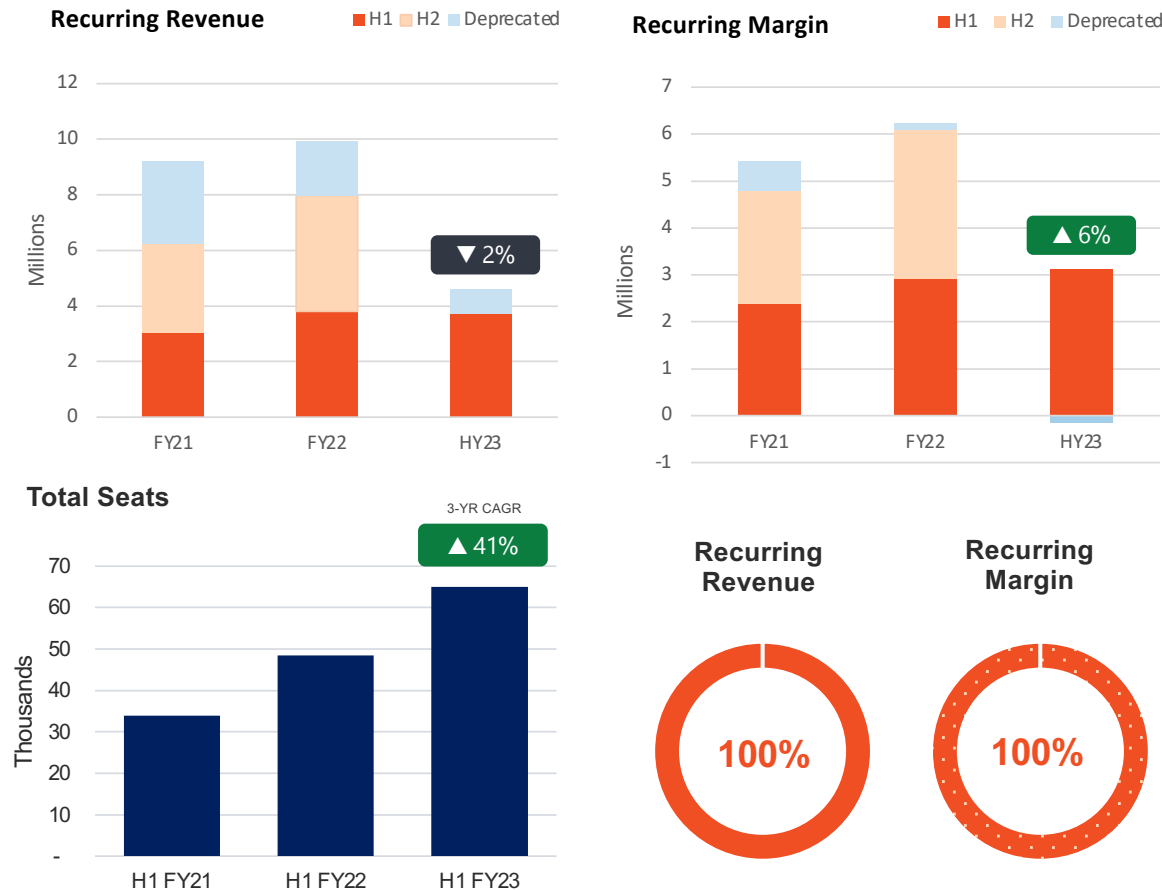 Recurring Revenue
H1 H2 Deprecated
12
10
8
6
4
2
0
Millions
▼ 2%
FY21 FY22 HY23
Recurring Margin
H1 H2 Deprecated
7
6
5
4
3
2
1
0
-1
Millions
▲ 6%
FY21 FY22 HY23
Total Seats
3-YR CAGR
▲ 41%
70
60
50
40
30
20
10
-
Thousands
H1 FY21 H1 FY22 H1 FY23
Recurring
Revenue
100%
Recurring
Margin
100%